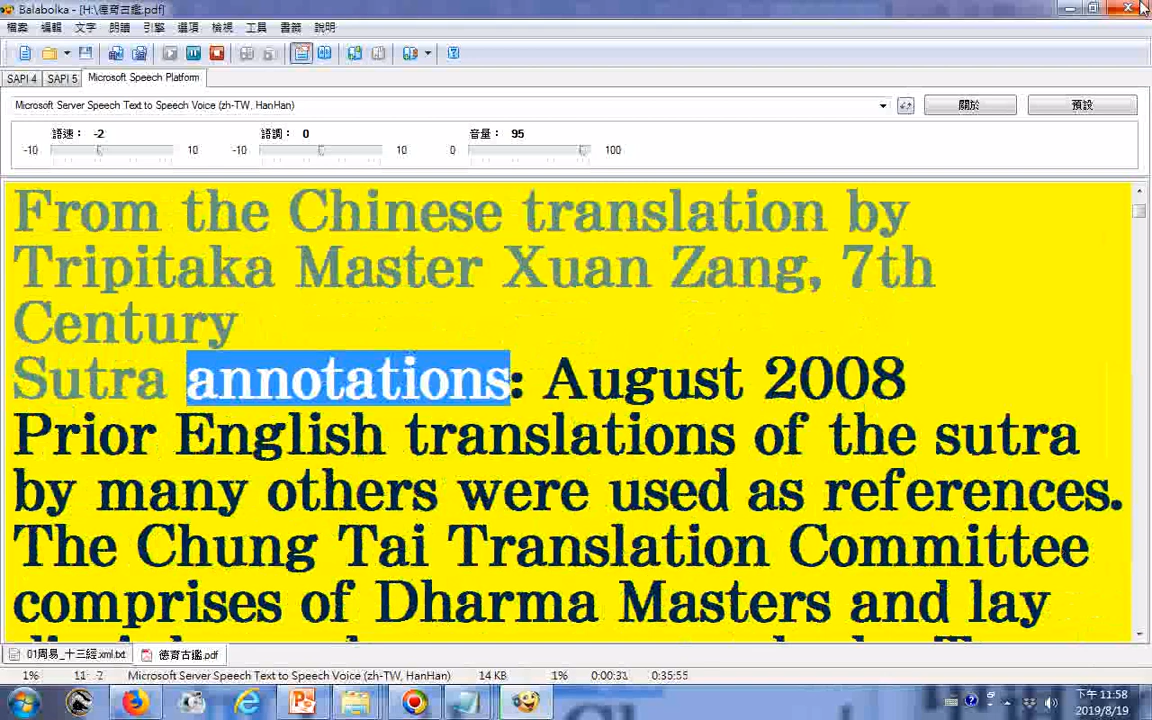 Balabolka - [H:\德育古鑑.pdf]
檔案 編輯 文字 朗讀 引擎 選項 檢視 工具 書籤 說明
SAPI 4 SAPI 5 Microsoft Speech Platform
Microsoft Server Speech Text to Speech Voice (zh-TW, HanHan) 關於 預設
語速： -2 語調： 0 音量： 95
-10 10 -10 10 0 100
From the Chinese translation by
Tripitaka Master Xuan Zang, 7th
Century
Sutra annotations: August 2008
Prior English translations of the sutra
by many others were used as references.
The Chung Tai Translation Committee
comprises of Dharma Masters and lay
01周易_十三經.xml.txt 德育古鑑.pdf
1% Microsoft Server Speech Text to Speech Voice (zh-TW, HanHan) 14 KB 1% 0:35:55
下午 11:58
2019/8/19